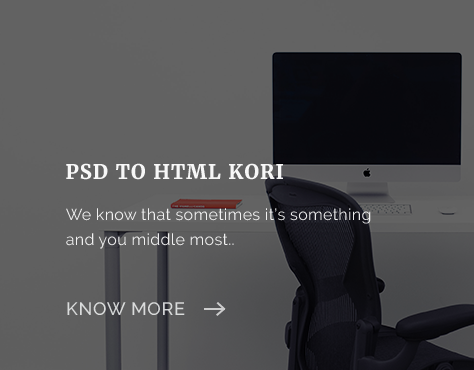 PSD TO HTML KORI
We know that sometimes it's something
and you middle most..
KNOW MORE →